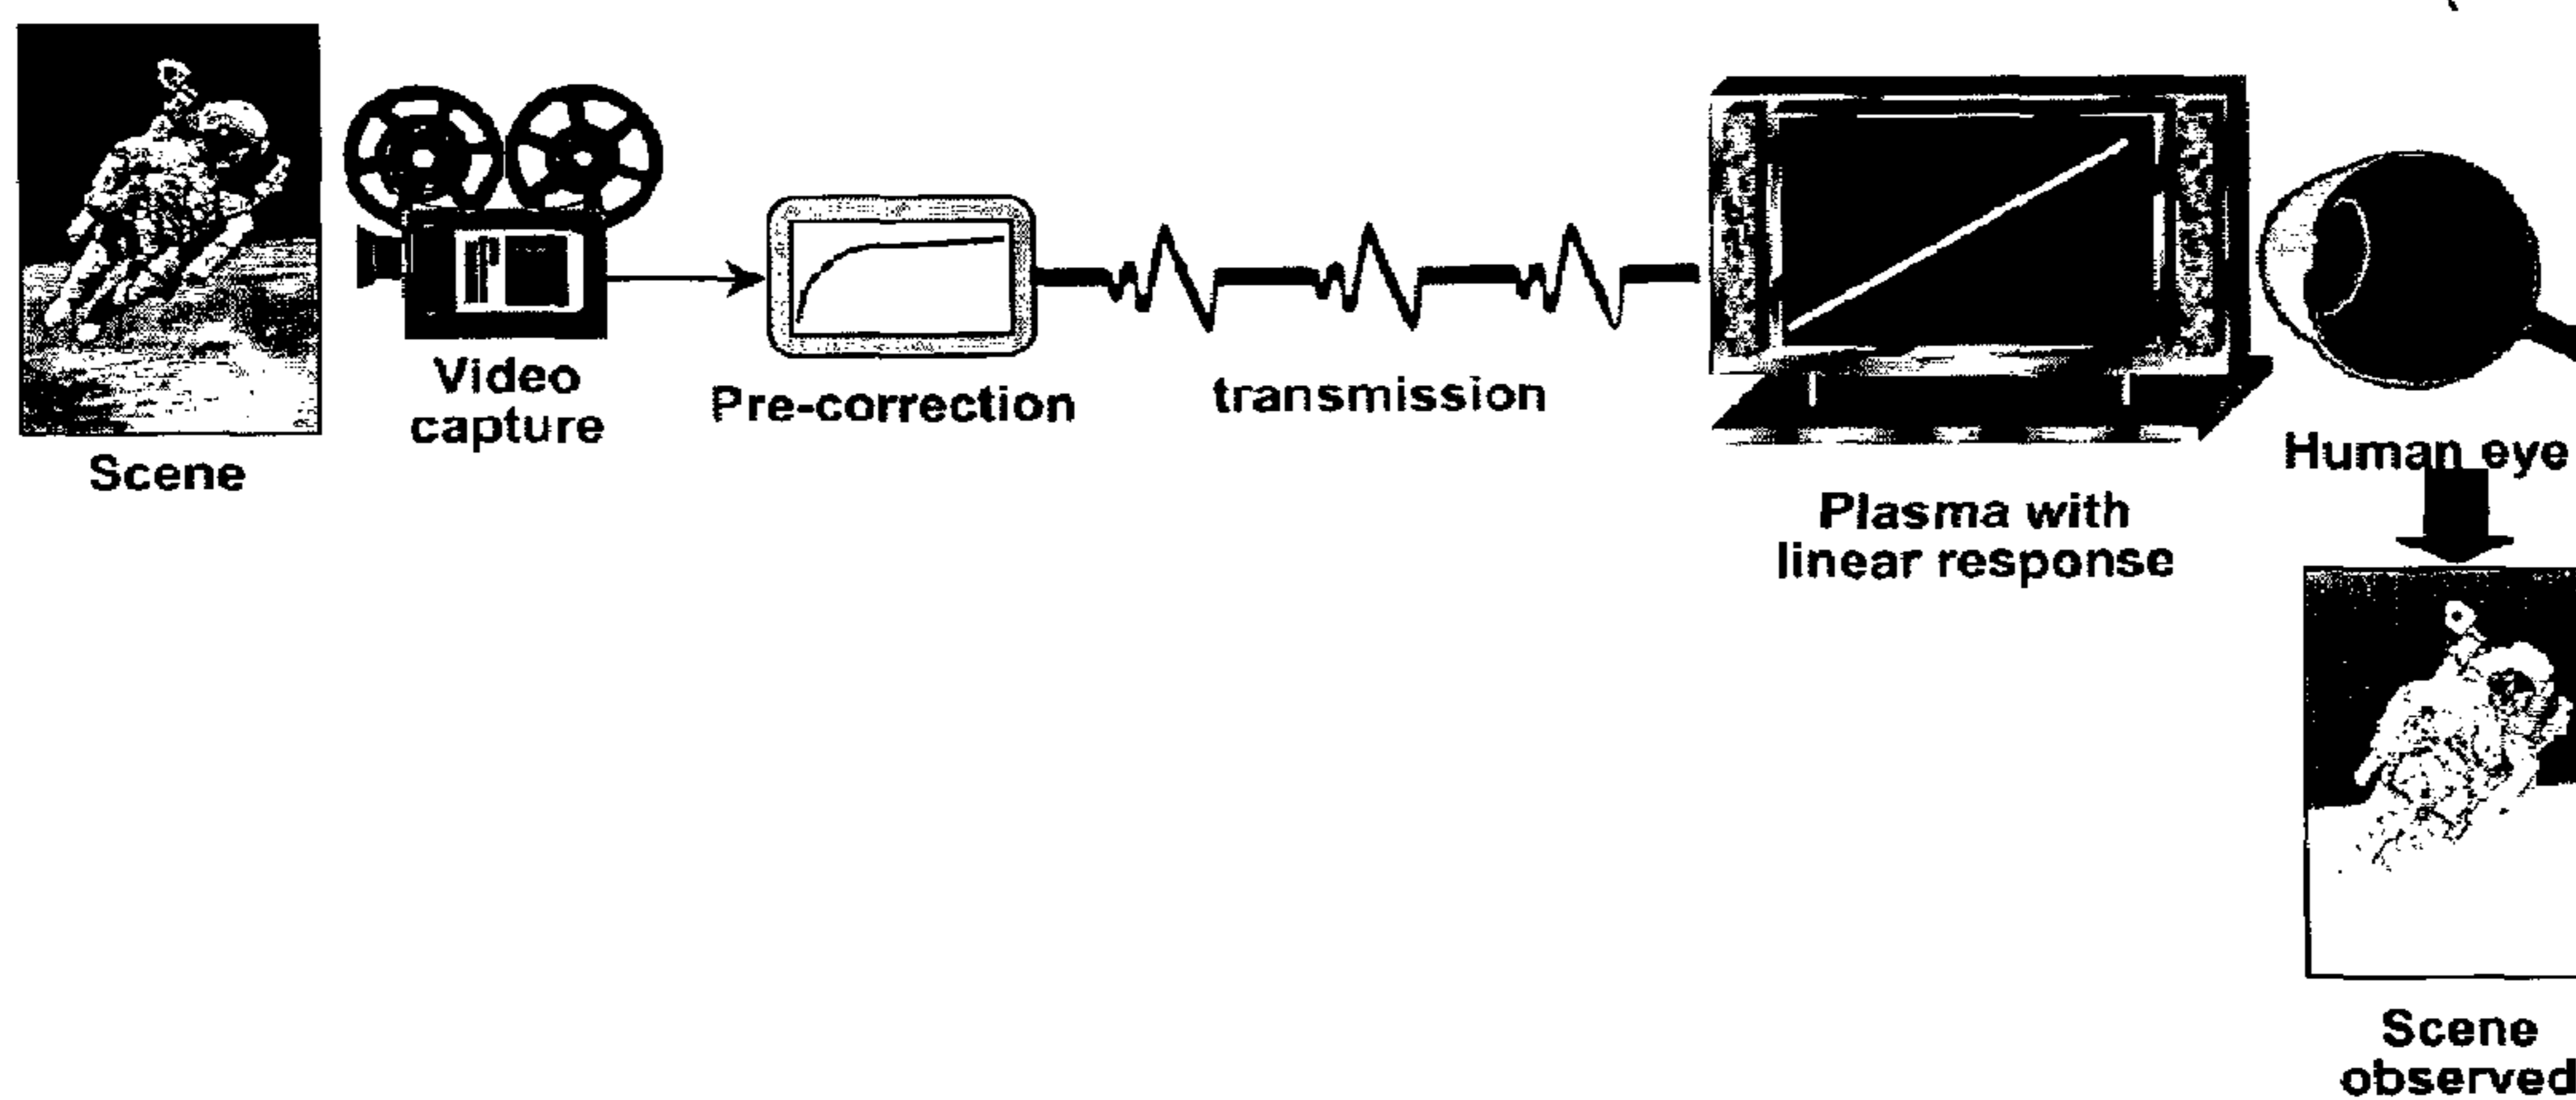 Scene
Video
capture
Pre-correction
transmission
Plasma with
linear response
Human eye
Scene
observed